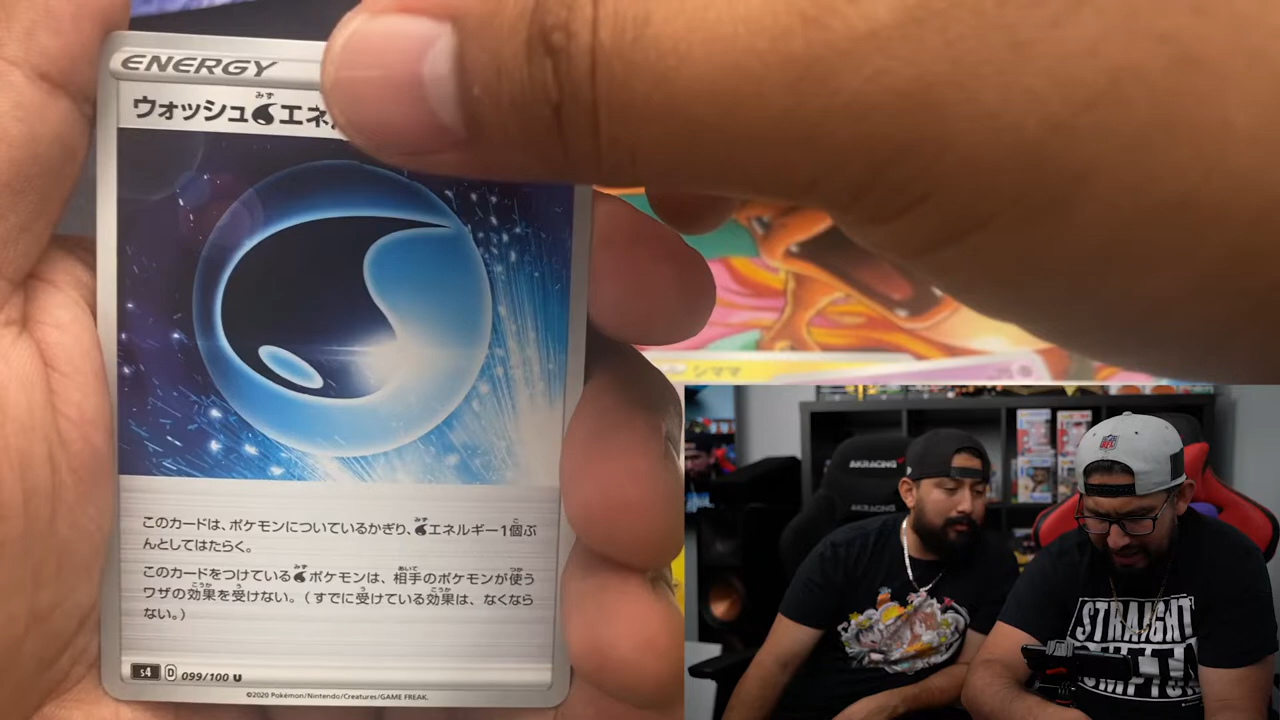 ENERGY
みず
ウォッシュ エネ
このカードは、ポケモンについているかぎり、 エネルギー1個ぶ
んとしてはたらく。
このカードをつけている ポケモンは、相手のポケモンが使う
ワザの効果を受けない。(すでに受けている効果は、なくなら
ない。)
s4 D 099/100 U
©2020 Pokémon/Nintendo/Creatures/GAME FREAK.
シママ
AKRACING
NFL
STRAIGHT